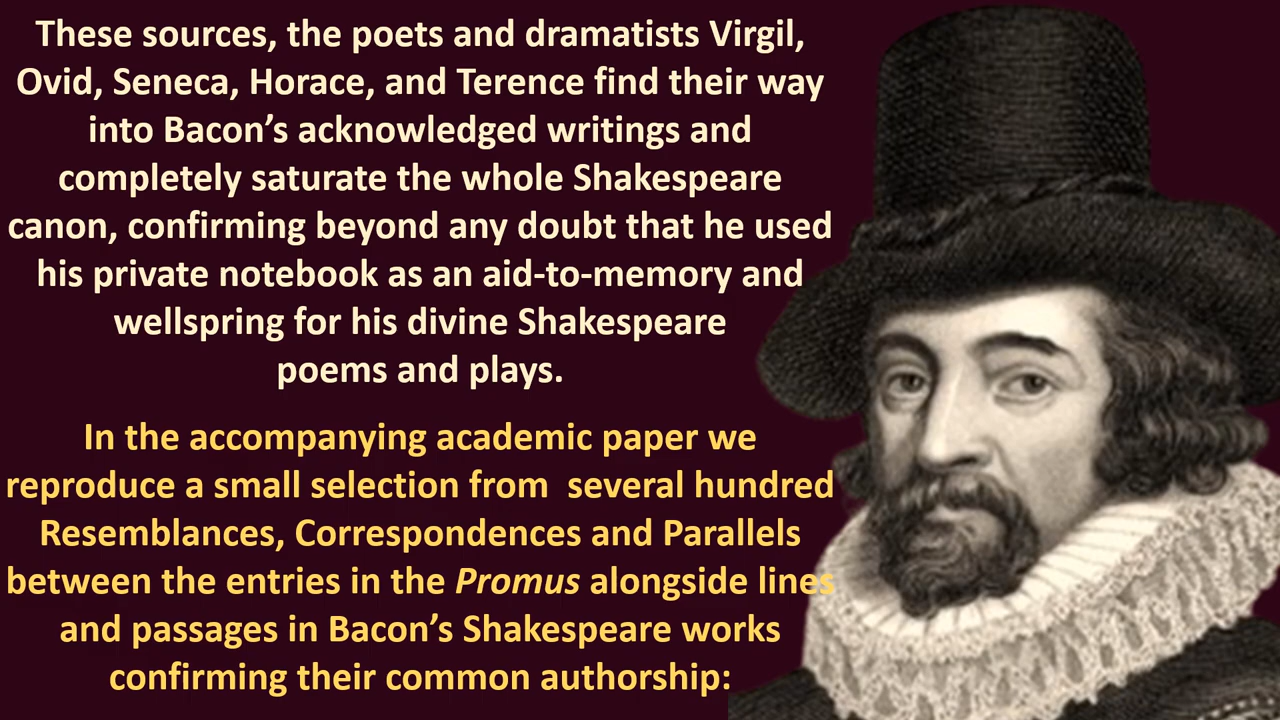 These sources, the poets and dramatists Virgil,
Ovid, Seneca, Horace, and Terence find their way
into Bacon’s acknowledged writings and
completely saturate the whole Shakespeare
canon, confirming beyond any doubt that he used
his private notebook as an aid-to-memory and
wellspring for his divine Shakespeare
poems and plays.
In the accompanying academic paper we
reproduce a small selection from  several hundred
Resemblances, Correspondences and Parallels
between the entries in the Promus alongside lines
and passages in Bacon’s Shakespeare works
confirming their common authorship: